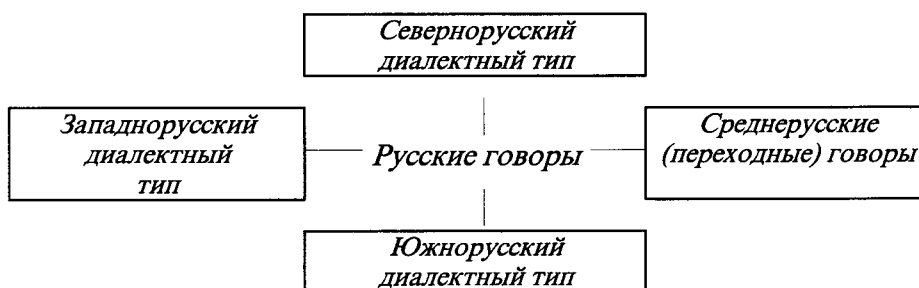 Севернорусский
диалектный тип
Западнорусский
диалектный
тип
Русские говоры
Среднерусские
(переходные) говоры
Южнорусский
диалектный тип